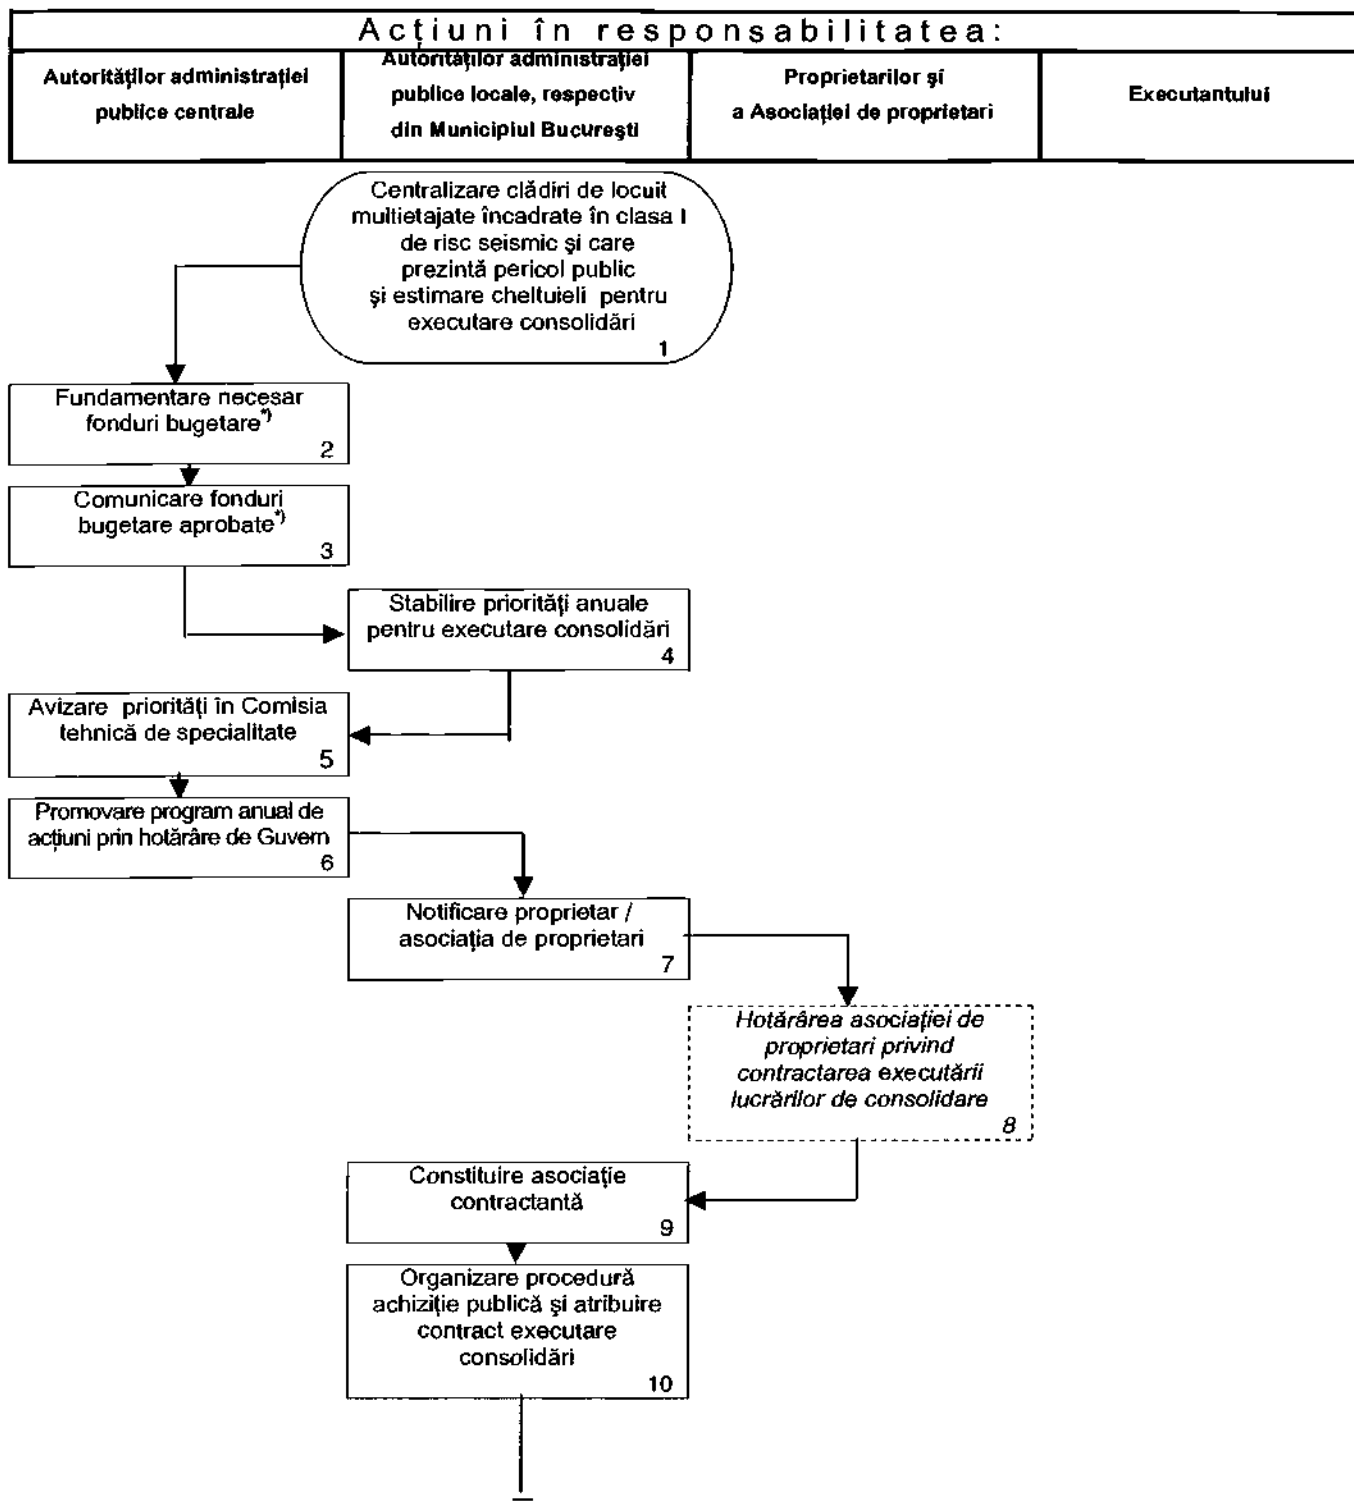 Acțiuni în responsabilitatea:
Autorităților administrației
publice centrale
Autorităților administrației
publice locale, respectiv
din Municipiul București
Proprietarilor și
a Asociației de proprietari
Executantului
Centralizare clădiri de locuit
multietajate încadrate în clasa I
de risc seismic și care
prezintă pericol public
și estimare cheltuieli pentru
executare consolidări
1
Fundamentare necesar
fonduri bugetare*)
2
Comunicare fonduri
bugetare aprobate*)
3
Stabilire priorități anuale
pentru executare consolidări
4
Avizare priorități în Comisia
tehnică de specialitate
5
Promovare program anual de
acțiuni prin hotărâre de Guvern
6
Notificare proprietar /
asociația de proprietari
7
Hotărârea asociației de
proprietari privind
contractarea executării
lucrărilor de consolidare
8
Constituire asociație
contractantă
9
Organizare procedură
achiziție publică și atribuire
contract executare
consolidări
10